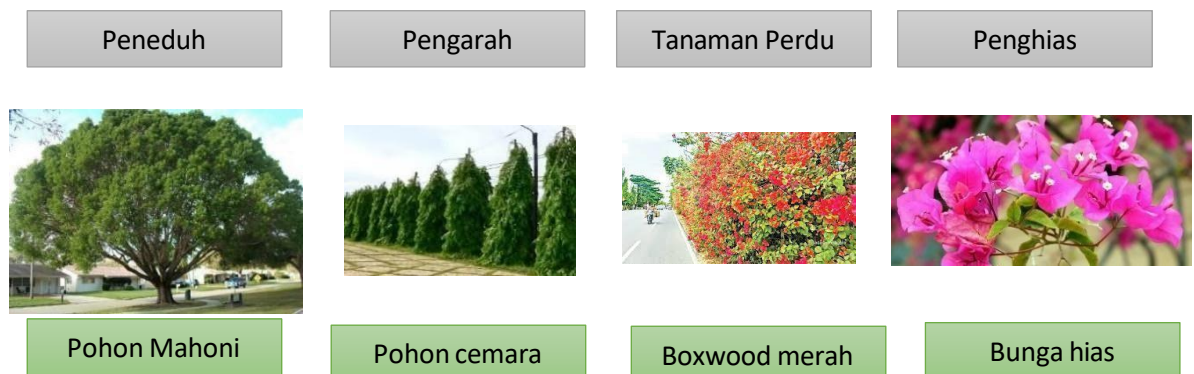 Peneduh
Pengarah
Tanaman Perdu
Penghias
Pohon Mahoni
Pohon cemara
Boxwood merah
Bunga hias